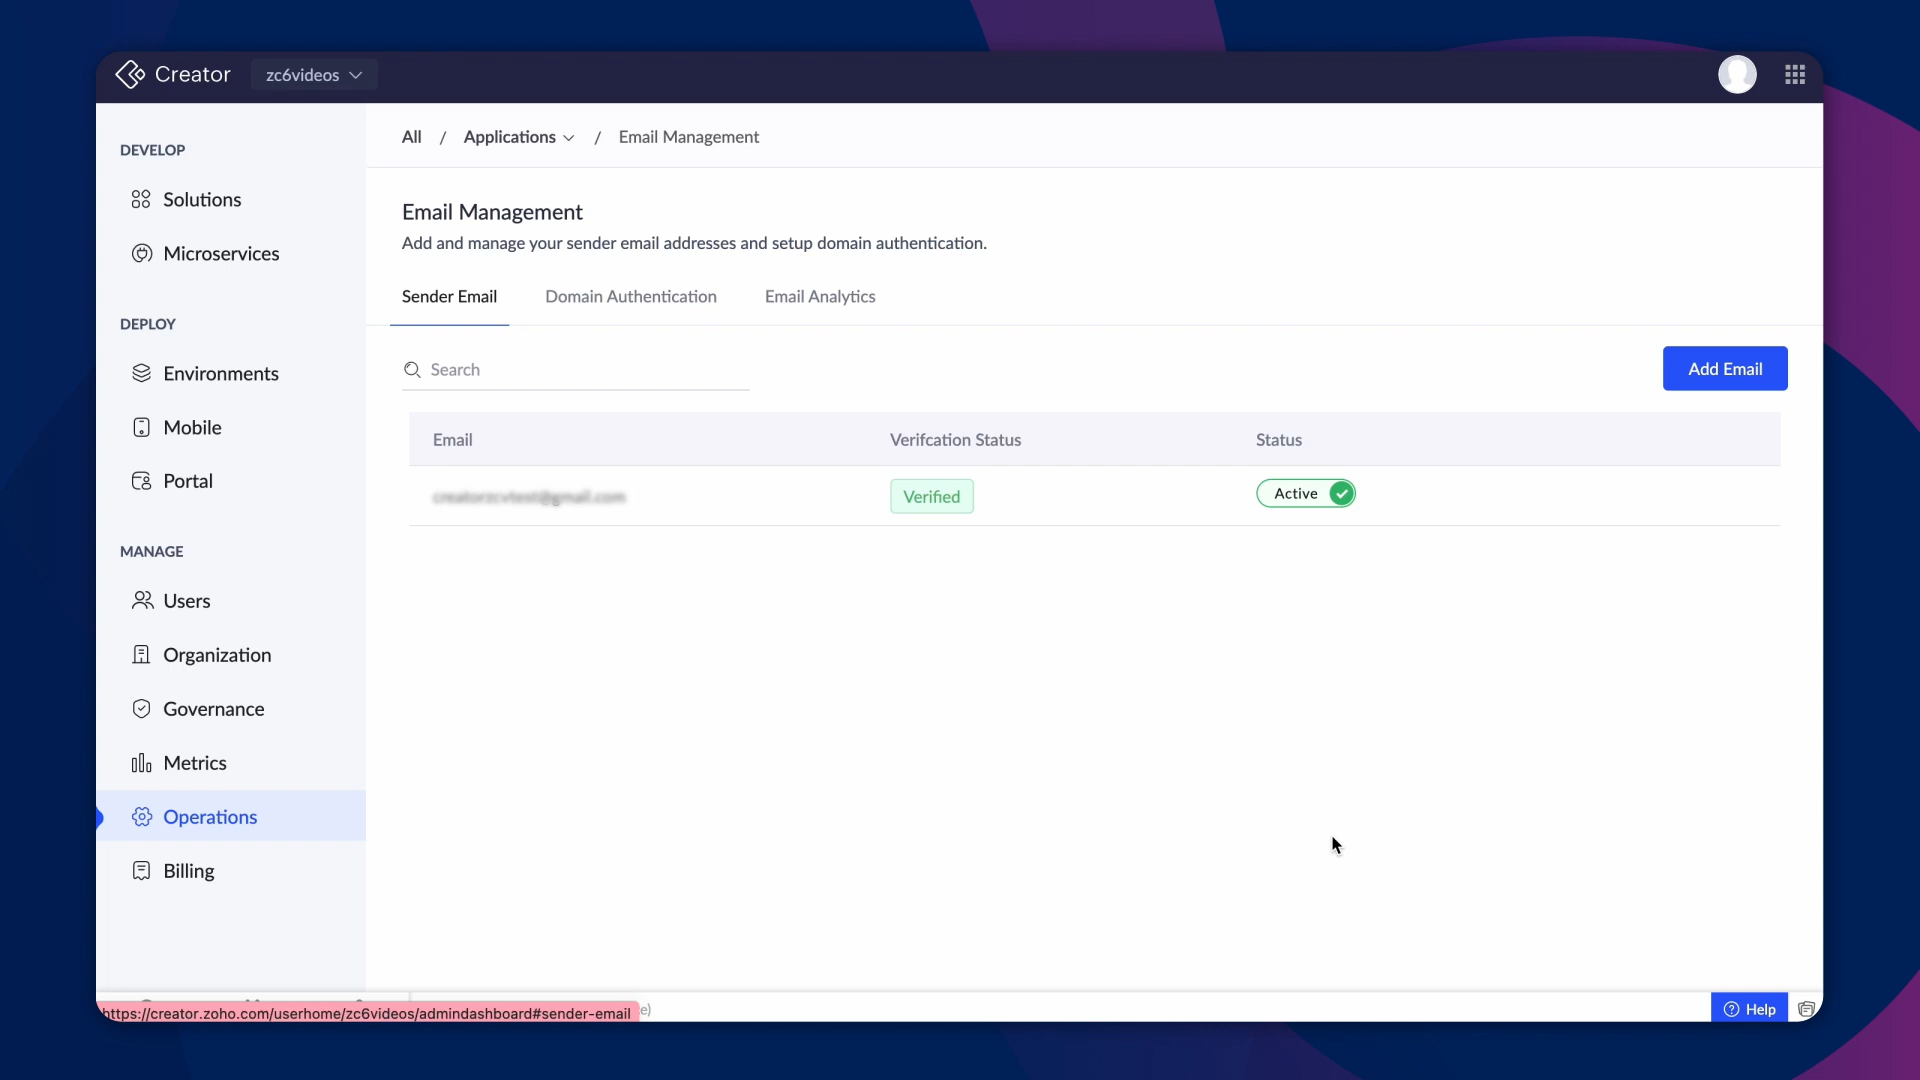 Creator
zc6videos
All / Applications / Email Management
DEVELOP
Solutions
Microservices
DEPLOY
Environments
Mobile
Portal
MANAGE
Users
Organization
Governance
Metrics
Operations
Billing
Email Management
Add and manage your sender email addresses and setup domain authentication.
Sender Email
Domain Authentication
Email Analytics
Search
Add Email
Email
Verifcation Status
Status
Verified
Active
https://creator.zoho.com/userhome/zc6videos/admindashboard#sender-email
e)
Help